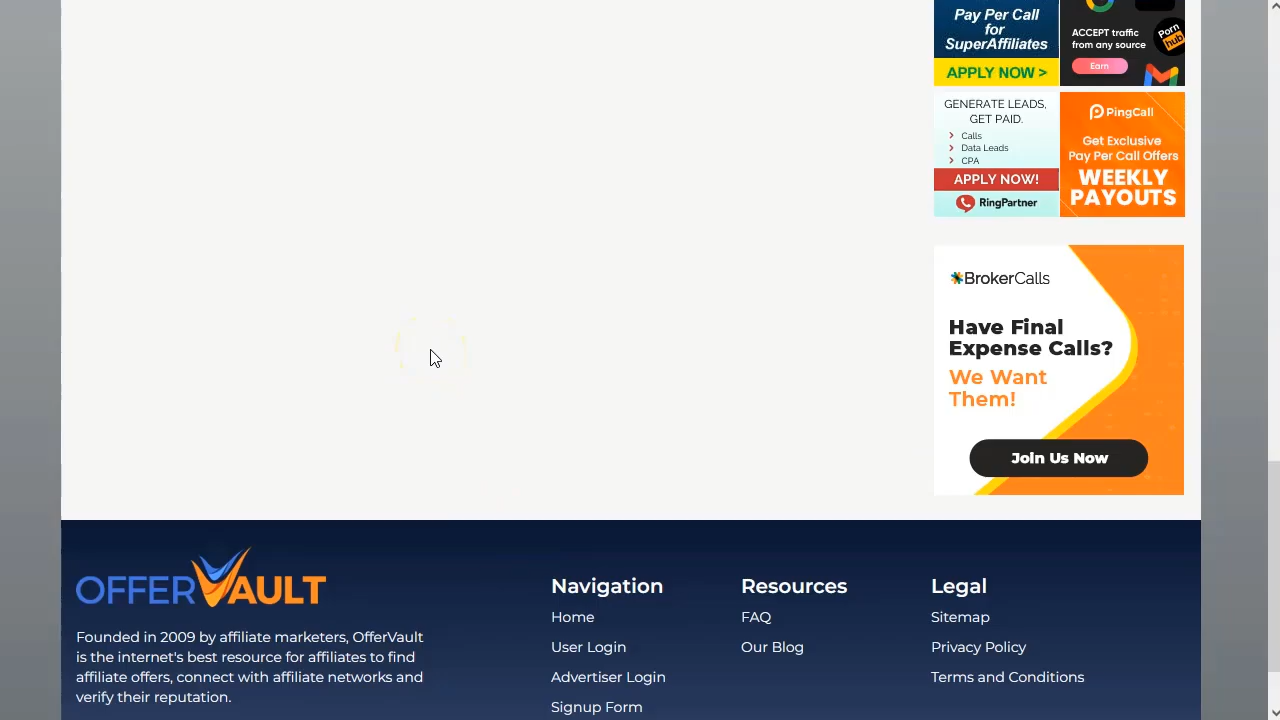 Pay Per Call
for
SuperAffiliates
APPLY NOW >
ACCEPT traffic
from any source
Porn
hub
Earn
GENERATE LEADS,
GET PAID.
> Calls
> Data Leads
> CPA
APPLY NOW!
RingPartner
PingCall
Get Exclusive
Pay Per Call Offers
WEEKLY
PAYOUTS
BrokerCalls
Have Final
Expense Calls?
We Want
Them!
Join Us Now
OFFERVAULT
Founded in 2009 by affiliate marketers, OfferVault
is the internet's best resource for affiliates to find
affiliate offers, connect with affiliate networks and
verify their reputation.
Navigation
Home
User Login
Advertiser Login
Signup Form
Resources
FAQ
Our Blog
Legal
Sitemap
Privacy Policy
Terms and Conditions